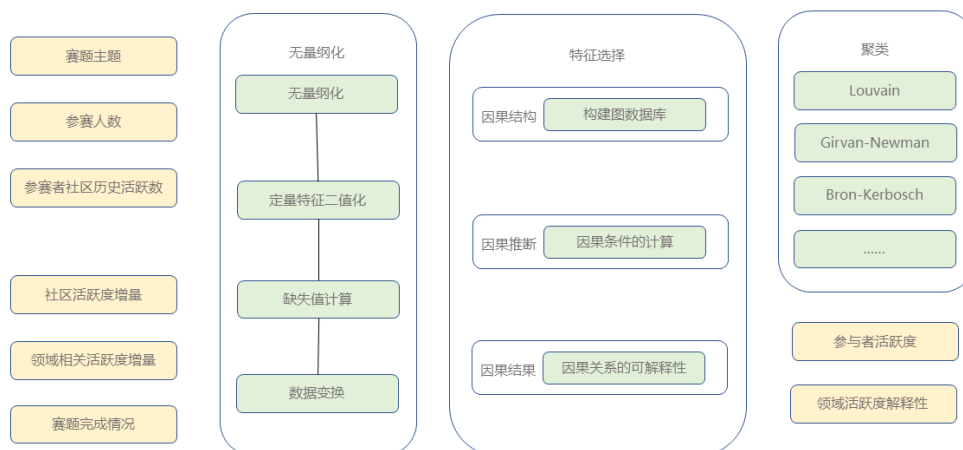 赛题主题
参赛人数
参赛者社区历史活跃数
社区活跃度增量
领域相关活跃度增量
赛题完成情况
无量纲化
无量纲化
定量特征二值化
缺失值计算
数据变换
特征选择
因果结构
构建图数据库
因果推断
因果条件的计算
因果结果
因果关系的可解释性
聚类
Louvain
Girvan-Newman
Bron-Kerbosch
......
参与者活跃度
领域活跃度解释性